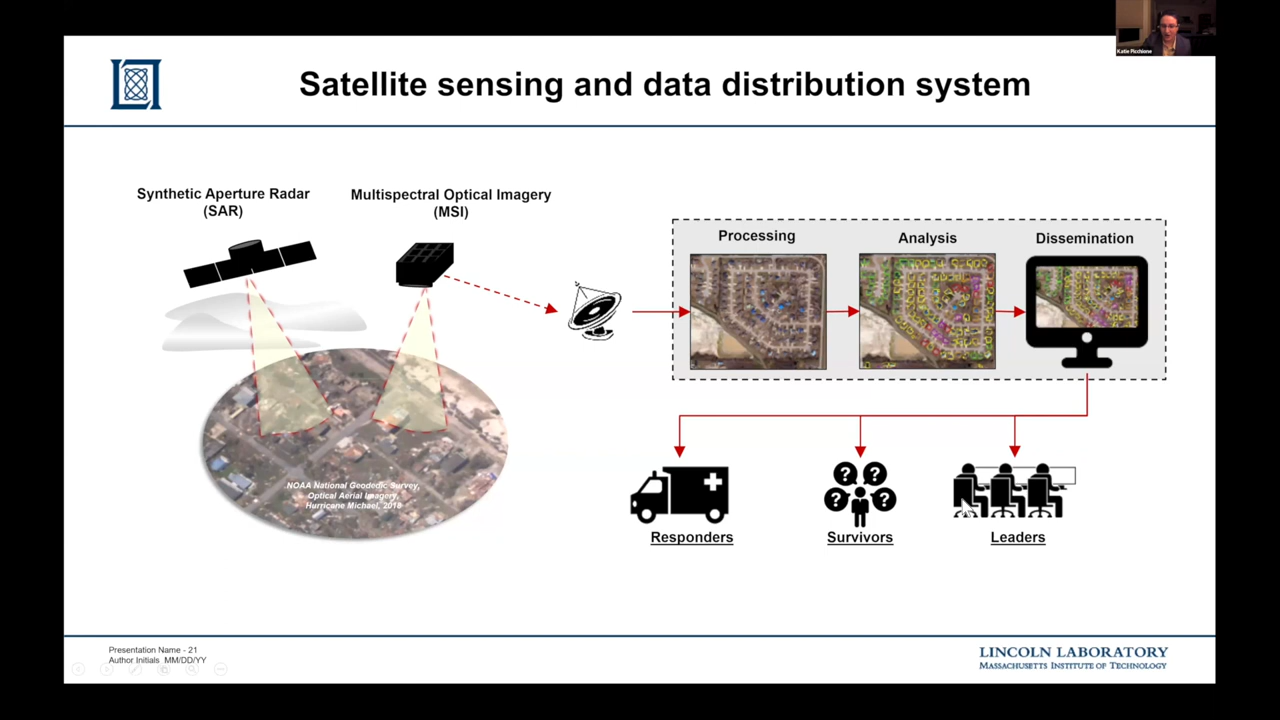 Katie Picchione
Satellite sensing and data distribution system
Synthetic Aperture Radar
(SAR)
Multispectral Optical Imagery
(MSI)
Processing
Analysis
Dissemination
NOAA National Geodedic Survey,
Optical Aerial Imagery,
Hurricane Michael, 2018
Responders
Survivors
Leaders
Presentation Name - 21
Author Initials MM/DD/YY
LINCOLN LABORATORY
MASSACHUSETTS INSTITUTE OF TECHNOLOGY